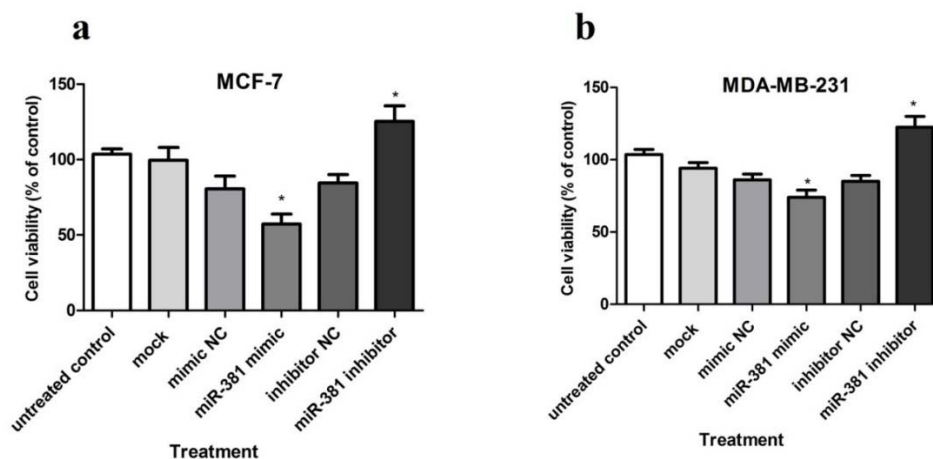 a
MCF-7
Cell viability (% of control)
150
100
50
0
*
*
untreated control
mock
mimic NC
miR-381 mimic
inhibitor NC
miR-381 inhibitor
Treatment
b
MDA-MB-231
Cell viability (% of control)
150
100
50
0
*
*
untreated control
mock
mimic NC
miR-381 mimic
inhibitor NC
miR-381 inhibitor
Treatment